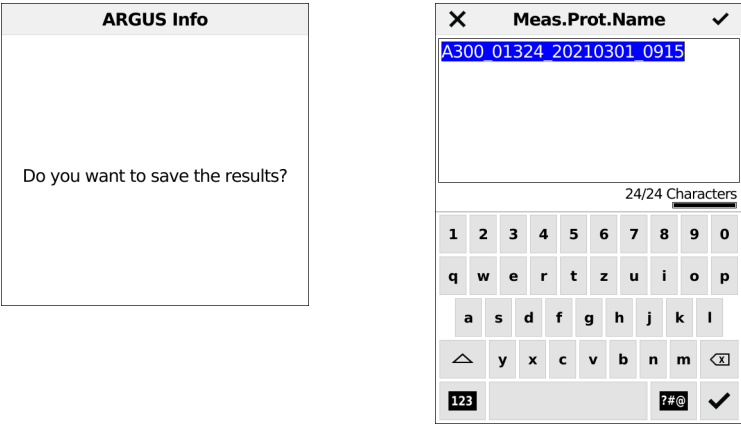 ARGUS Info
Do you want to save the results?
Meas.Prot.Name
A300_01324_20210301_0915
24/24 Characters
1 2 3 4 5 6 7 8 9 0
q w e r t z u i o p
a s d f g h j k l
y x c v b n m x
123 ?#@